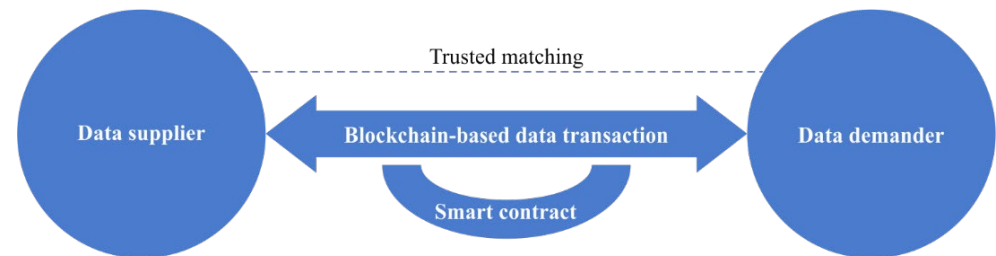 Trusted matching
Data supplier
Blockchain-based data transaction
Data demander
Smart contract